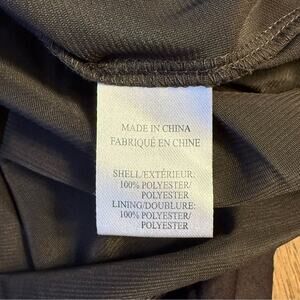 MADE IN CHINA
FABRIQUÉ EN CHINE
SHELL/EXTÉRIEUR:
100% POLYESTER/
POLYESTER
LINING/DOUBLURE:
100% POLYESTER/
POLYESTER